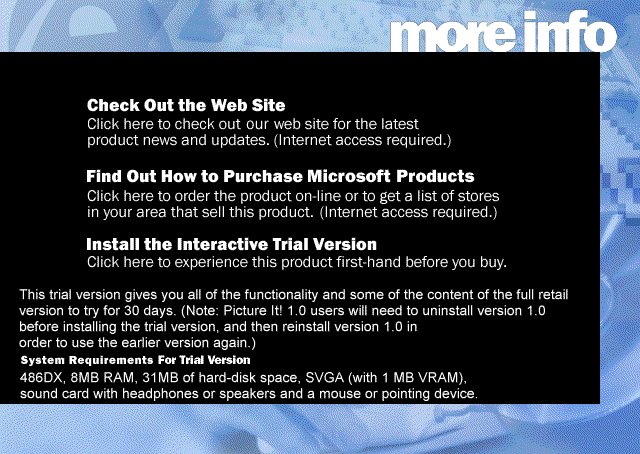 more info
Check Out the Web Site
Click here to check out our web site for the latest
product news and updates. (Internet access required.)
Find Out How to Purchase Microsoft Products
Click here to order the product on-line or to get a list of stores
in your area that sell this product. (Internet access required.)
Install the Interactive Trial Version
Click here to experience this product first-hand before you buy.
This trial version gives you all of the functionality and some of the content of the full retail
version to try for 30 days. (Note: Picture It! 1.0 users will need to uninstall version 1.0
before installing the trial version, and then reinstall version 1.0 in
order to use the earlier version again.)
System Requirements For Trial Version
486DX, 8MB RAM, 31MB of hard-disk space, SVGA (with 1 MB VRAM),
sound card with headphones or speakers and a mouse or pointing device.